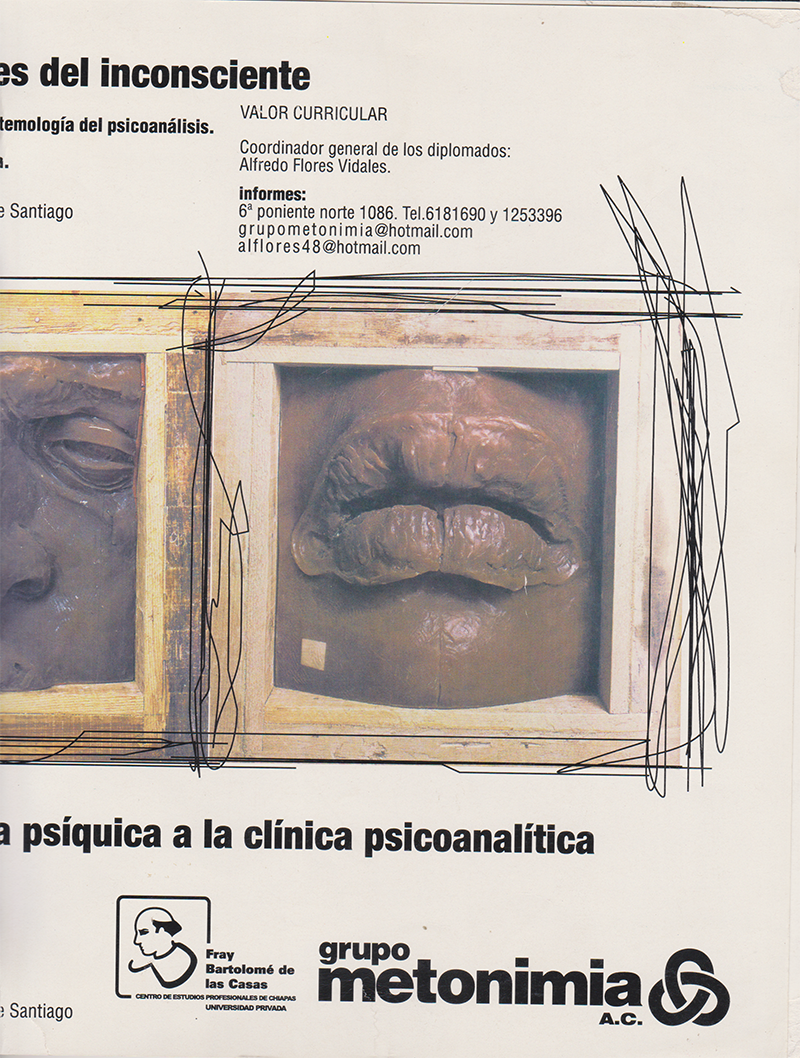 es del inconsciente
temología del psicoanálisis.
a.
e Santiago
VALOR CURRICULAR
Coordinador general de los diplomados:
Alfredo Flores Vidales.
informes:
6ª poniente norte 1086. Tel.6181690 y 1253396
grupometonimia@hotmail.com
alflores48@hotmail.com
a psíquica a la clínica psicoanalítica
Fray
Bartolomé de
las Casas
CENTRO DE ESTUDIOS PROFESIONALES DE CHIAPAS
UNIVERSIDAD PRIVADA
grupo
metonimia
A.C.
e Santiago